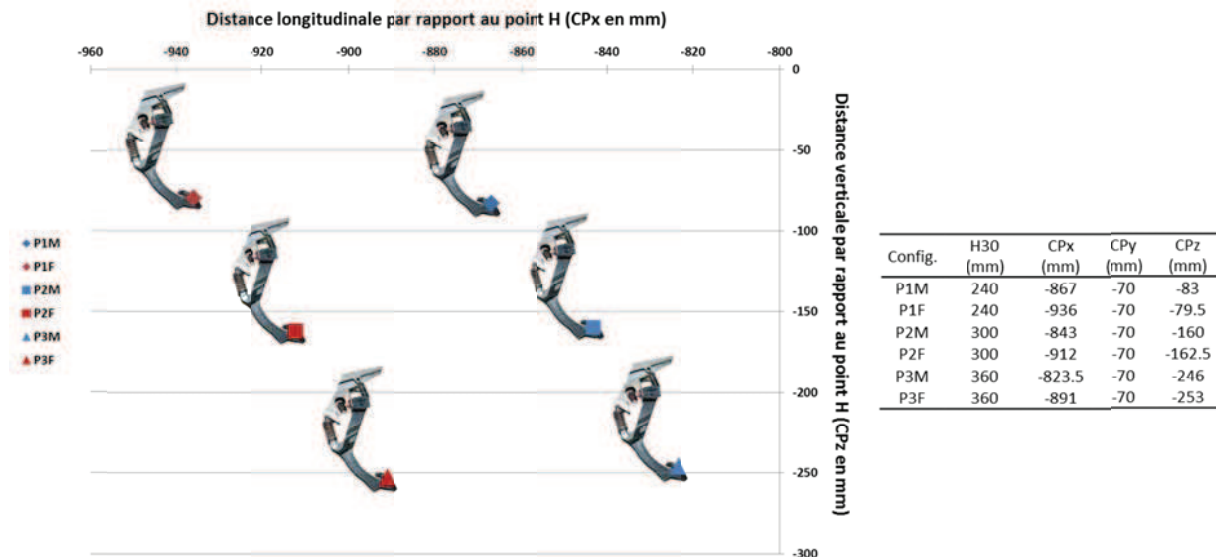 Distance longitudinale par rapport au point H (CPx en mm)
-960 -940 -920 -900 -880 -860 -840 -820 -800
0
-50
-100
-150
-200
-250
-300
Distance verticale par rapport au point H (CPz en mm)
P1M
P1F
P2M
P2F
P3M
P3F
Config. H30 (mm) CPx (mm) CPy (mm) CPz (mm)
P1M 240 -867 -70 -83
P1F 240 -936 -70 -79.5
P2M 300 -843 -70 -160
P2F 300 -912 -70 -162.5
P3M 360 -823.5 -70 -246
P3F 360 -891 -70 -253